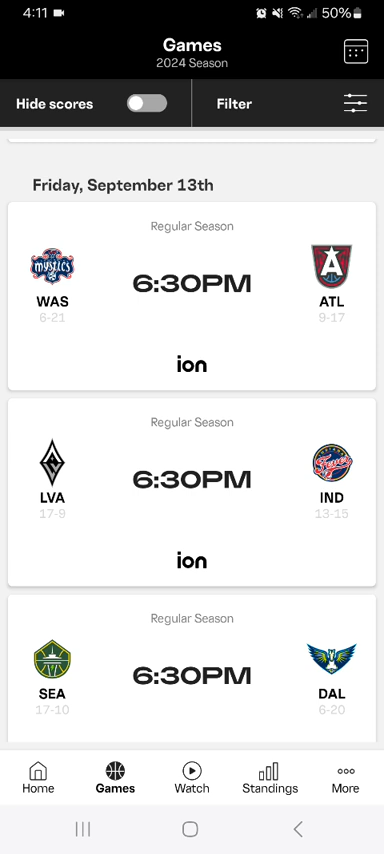 4:11 50%
Games
2024 Season
Hide scores Filter
Friday, September 13th
Regular Season
mystics
A
6:30PM
WAS ATL
6-21 9-17
ion
Regular Season
Fever
6:30PM
LVA IND
17-9 13-15
ion
Regular Season
6:30PM
SEA DAL
17-10 6-20
Home Games Watch Standings More